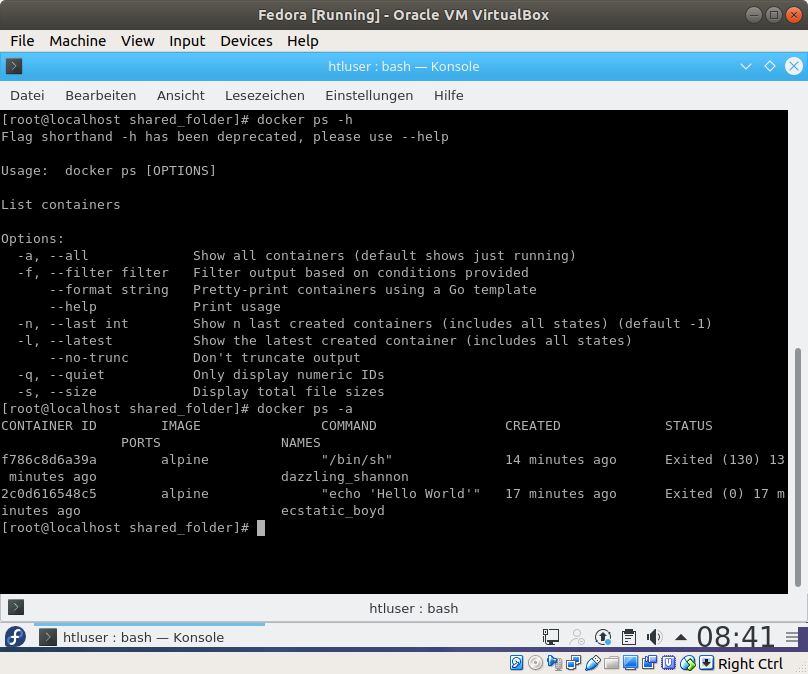 Fedora [Running] - Oracle VM VirtualBox
File Machine View Input Devices Help
htluser : bash — Konsole
Datei Bearbeiten Ansicht Lesezeichen Einstellungen Hilfe
[root@localhost shared_folder]# docker ps -h
Flag shorthand -h has been deprecated, please use --help
Usage:  docker ps [OPTIONS]
List containers
Options:
  -a, --all             Show all containers (default shows just running)
  -f, --filter filter   Filter output based on conditions provided
      --format string   Pretty-print containers using a Go template
      --help            Print usage
  -n, --last int        Show n last created containers (includes all states) (default -1)
  -l, --latest          Show the latest created container (includes all states)
      --no-trunc        Don't truncate output
  -q, --quiet           Only display numeric IDs
  -s, --size            Display total file sizes
[root@localhost shared_folder]# docker ps -a
CONTAINER ID        IMAGE               COMMAND                CREATED             STATUS
               PORTS               NAMES
f786c8d6a39a        alpine              "/bin/sh"              14 minutes ago      Exited (130) 13
 minutes ago                       dazzling_shannon
2c0d616548c5        alpine              "echo 'Hello World'"   17 minutes ago      Exited (0) 17 m
inutes ago                         ecstatic_boyd
[root@localhost shared_folder]#
htluser : bash
htluser : bash — Konsole
08:41
Right Ctrl